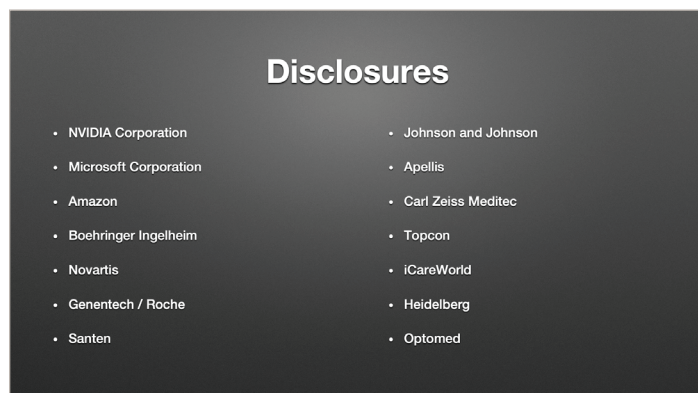 Disclosures
• NVIDIA Corporation
• Microsoft Corporation
• Amazon
• Boehringer Ingelheim
• Novartis
• Genentech / Roche
• Santen
• Johnson and Johnson
• Apellis
• Carl Zeiss Meditec
• Topcon
• iCareWorld
• Heidelberg
• Optomed